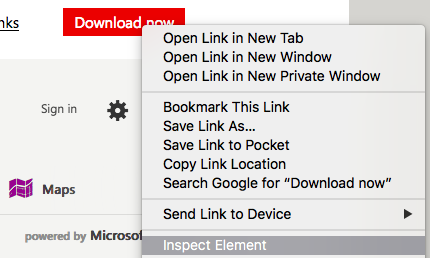 nks
Download now
Open Link in New Tab
Open Link in New Window
Open Link in New Private Window
Sign in
Bookmark This Link
Save Link As...
Save Link to Pocket
Copy Link Location
Search Google for “Download now”
Maps
Send Link to Device
powered by Microsof
Inspect Element